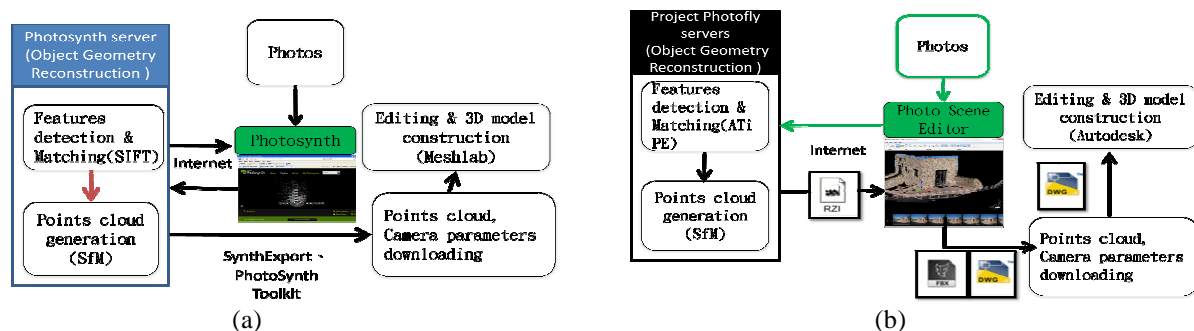 Photosynth server
(Object Geometry
Reconstruction )
Photos
Features
detection &
Matching(SIFT)
Internet
Photosynth
Editing & 3D model
construction
(Meshlab)
Points cloud
generation
(SfM)
Points cloud,
Camera parameters
downloading
SynthExport、
PhotoSynth
Toolkit
(a)
Project Photofly
servers
(Object Geometry
Reconstruction )
Photos
Features
detection &
Matching(ATi
PE)
Photo Scene
Editor
Editing & 3D model
construction
(Autodesk)
Internet
RZI
DWG
Points cloud
generation
(SfM)
Points cloud,
Camera parameters
downloading
FBX
DWG
(b)